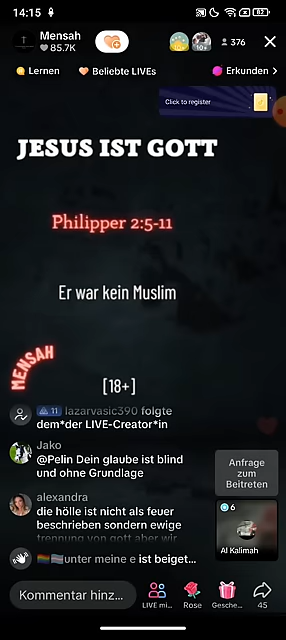 14:15
82
Mensah
85.7K
10+
376
Lernen
Beliebte LIVEs
Erkunden
Click to register
JESUS IST GOTT
Philipper 2:5-11
Er war kein Muslim
MENSAH
[18+]
11 lazarvasic390 folgte
dem*der LIVE-Creator*in
Jako
@Pelin Dein glaube ist blind
und ohne Grundlage
Anfrage
zum
Beitreten
alexandra
die hölle ist nicht als feuer
beschrieben sondern ewige
trennung von gott aber wir
6
Al Kalimah
unter meine e ist beiget...
Kommentar hinz...
LIVE mi...
Rose
Gesche...
45